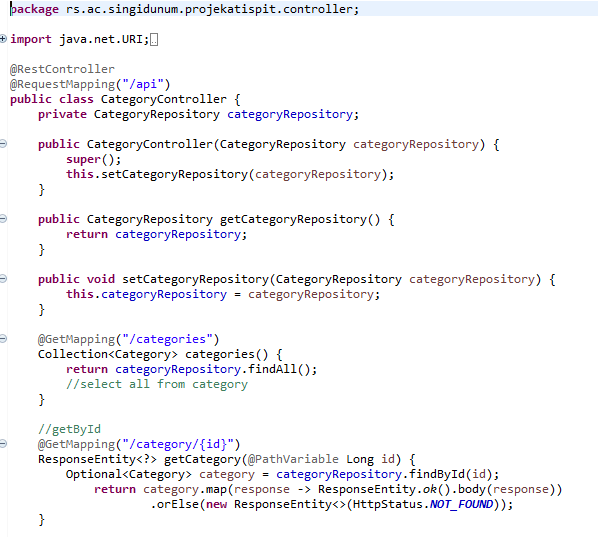 package rs.ac.singidunum.projekatispit.controller;
import java.net.URI;
@RestController
@RequestMapping("/api")
public class CategoryController {
private CategoryRepository categoryRepository;
public CategoryController(CategoryRepository categoryRepository) {
super();
this.setCategoryRepository(categoryRepository);
}
public CategoryRepository getCategoryRepository() {
return categoryRepository;
}
public void setCategoryRepository(CategoryRepository categoryRepository) {
this.categoryRepository = categoryRepository;
}
@GetMapping("/categories")
Collection<Category> categories() {
return categoryRepository.findAll();
//select all from category
}
//getById
@GetMapping("/category/{id}")
ResponseEntity<?> getCategory(@PathVariable Long id) {
Optional<Category> category = categoryRepository.findById(id);
return category.map(response -> ResponseEntity.ok().body(response))
.orElse(new ResponseEntity<>(HttpStatus.NOT_FOUND));
}